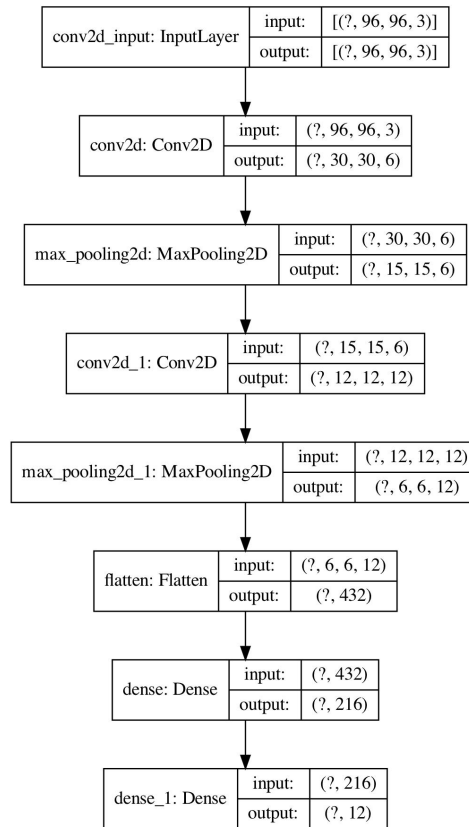 conv2d_input: InputLayer
input: [(?, 96, 96, 3)]
output: [(?, 96, 96, 3)]
conv2d: Conv2D
input: (?, 96, 96, 3)
output: (?, 30, 30, 6)
max_pooling2d: MaxPooling2D
input: (?, 30, 30, 6)
output: (?, 15, 15, 6)
conv2d_1: Conv2D
input: (?, 15, 15, 6)
output: (?, 12, 12, 12)
max_pooling2d_1: MaxPooling2D
input: (?, 12, 12, 12)
output: (?, 6, 6, 12)
flatten: Flatten
input: (?, 6, 6, 12)
output: (?, 432)
dense: Dense
input: (?, 432)
output: (?, 216)
dense_1: Dense
input: (?, 216)
output: (?, 12)